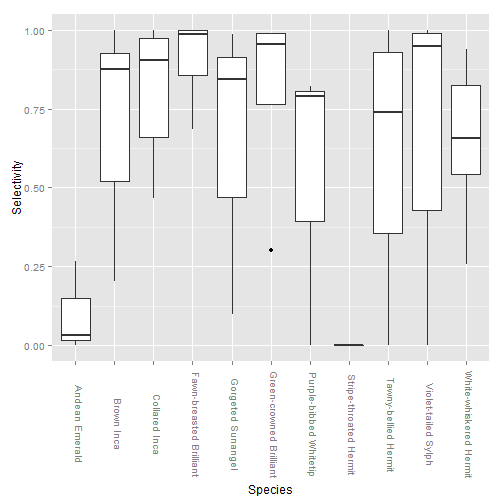 1.00
0.75
0.50
0.25
0.00
Selectivity
Andean Emerald
Brown Inca
Collared Inca
Fawn-breasted Brilliant
Gorgeted Sunangel
Green-crowned Brilliant
Purple-bibbed Whitetip
Stripe-throated Hermit
Tawny-bellied Hermit
Violet-tailed Sylph
White-whiskered Hermit
Species